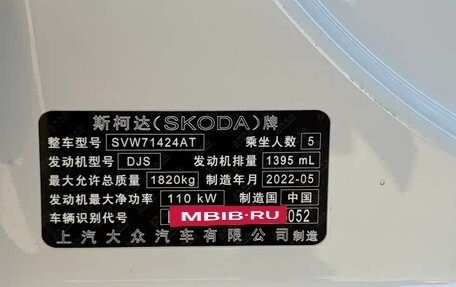 斯柯达(SKODA)牌
整车型号 SVW71424AT 乘坐人数 5
发动机型号 DJS 发动机排量 1395 mL
最大允许总质量 1820kg 制造年月 2022-05
发动机最大净功率 110 kW 制造国 中国
车辆识别代号 MBIB.RU 052
上汽大众汽车有限公司制造